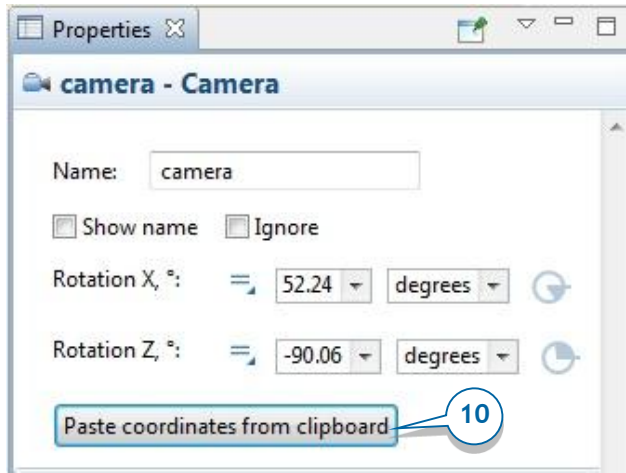 Properties
camera - Camera
Name: camera
Show name Ignore
Rotation X, °: 52.24 degrees
Rotation Z, °: -90.06 degrees
Paste coordinates from clipboard 10